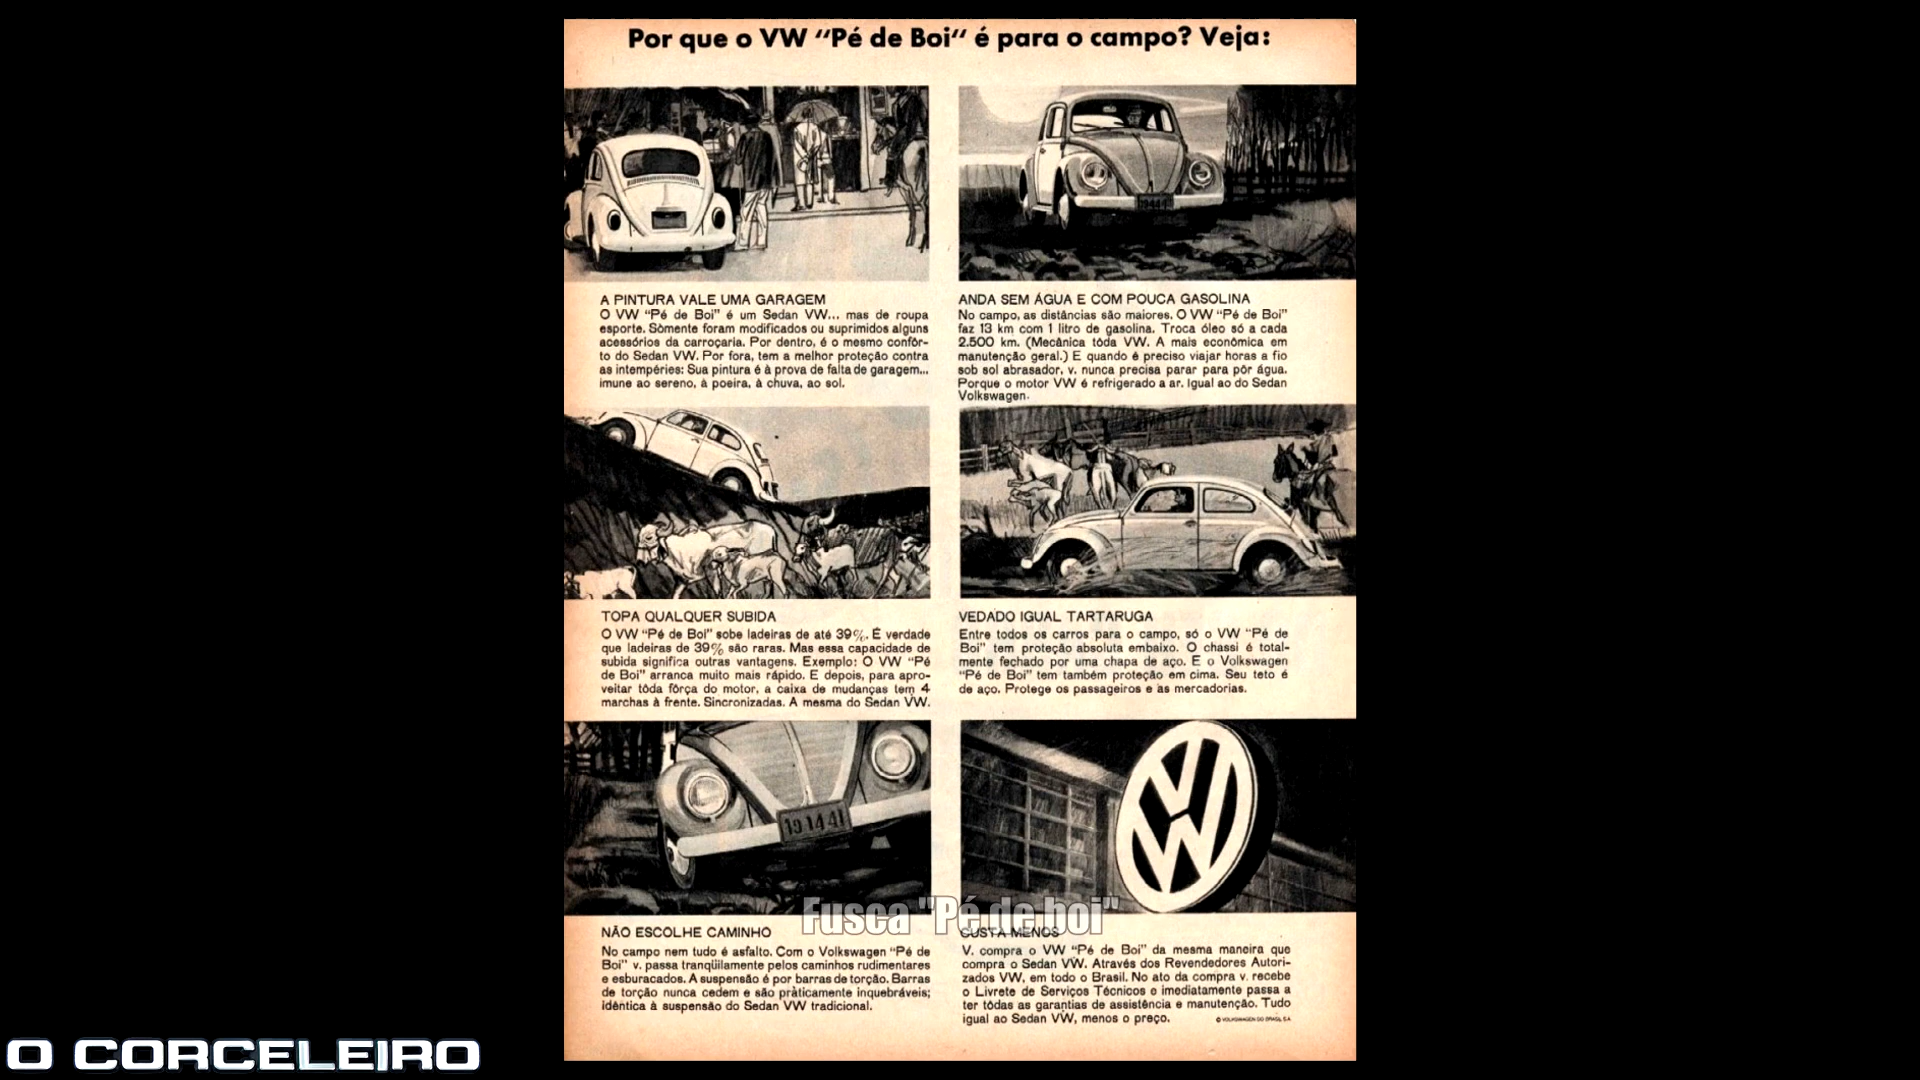 Por que o VW “Pé de Boi“ é para o campo? Veja:
A PINTURA VALE UMA GARAGEM
O VW “Pé de Boi” é um Sedan VW... mas de roupa
esporte. Sòmente foram modificados ou suprimidos alguns
acessórios da carroçaria. Por dentro, é o mesmo confôr-
to do Sedan VW. Por fora, tem a melhor proteção contra
as intempéries: Sua pintura é à prova de falta de garagem...
imune ao sereno, à poeira, à chuva, ao sol.
ANDA SEM ÁGUA E COM POUCA GASOLINA
No campo, as distâncias são maiores. O VW “Pé de Boi”
faz 13 km com 1 litro de gasolina. Troca óleo só a cada
2.500 km. (Mecânica tôda VW. A mais econômica em
manutenção geral.) E quando é preciso viajar horas a fio
sob sol abrasador, v. nunca precisa parar para pôr água.
Porque o motor VW é refrigerado a ar. Igual ao do Sedan
Volkswagen.
TOPA QUALQUER SUBIDA
O VW “Pé de Boi” sobe ladeiras de até 39%. É verdade
que ladeiras de 39% são raras. Mas essa capacidade de
subida significa outras vantagens. Exemplo: O VW “Pé
de Boi” arranca muito mais rápido. E depois, para apro-
veitar tôda fôrça do motor, a caixa de mudanças tem 4
marchas à frente. Sincronizadas. A mesma do Sedan VW.
VEDADO IGUAL TARTARUGA
Entre todos os carros para o campo, só o VW “Pé de
Boi” tem proteção absoluta embaixo. O chassi é total-
mente fechado por uma chapa de aço. E o Volkswagen
“Pé de Boi” tem também proteção em cima. Seu teto é
de aço. Protege os passageiros e as mercadorias.
19 14 41
NÃO ESCOLHE CAMINHO
No campo nem tudo é asfalto. Com o Volkswagen “Pé de
Boi” v. passa tranqüilamente pelos caminhos rudimentares
e esburacados. A suspensão é por barras de torção. Barras
de torção nunca cedem e são pràticamente inquebráveis;
idêntica à suspensão do Sedan VW tradicional.
VW
Fusca "Pé de boi"
CUSTA MENOS
V. compra o VW “Pé de Boi” da mesma maneira que
compra o Sedan VW. Através dos Revendedores Autori-
zados VW, em todo o Brasil. No ato da compra v. recebe
o Livrete de Serviços Técnicos e imediatamente passa a
ter tôdas as garantias de assistência e manutenção. Tudo
igual ao Sedan VW, menos o preço.
© VOLKSWAGEN DO BRASIL S.A.
O CORCELEIRO